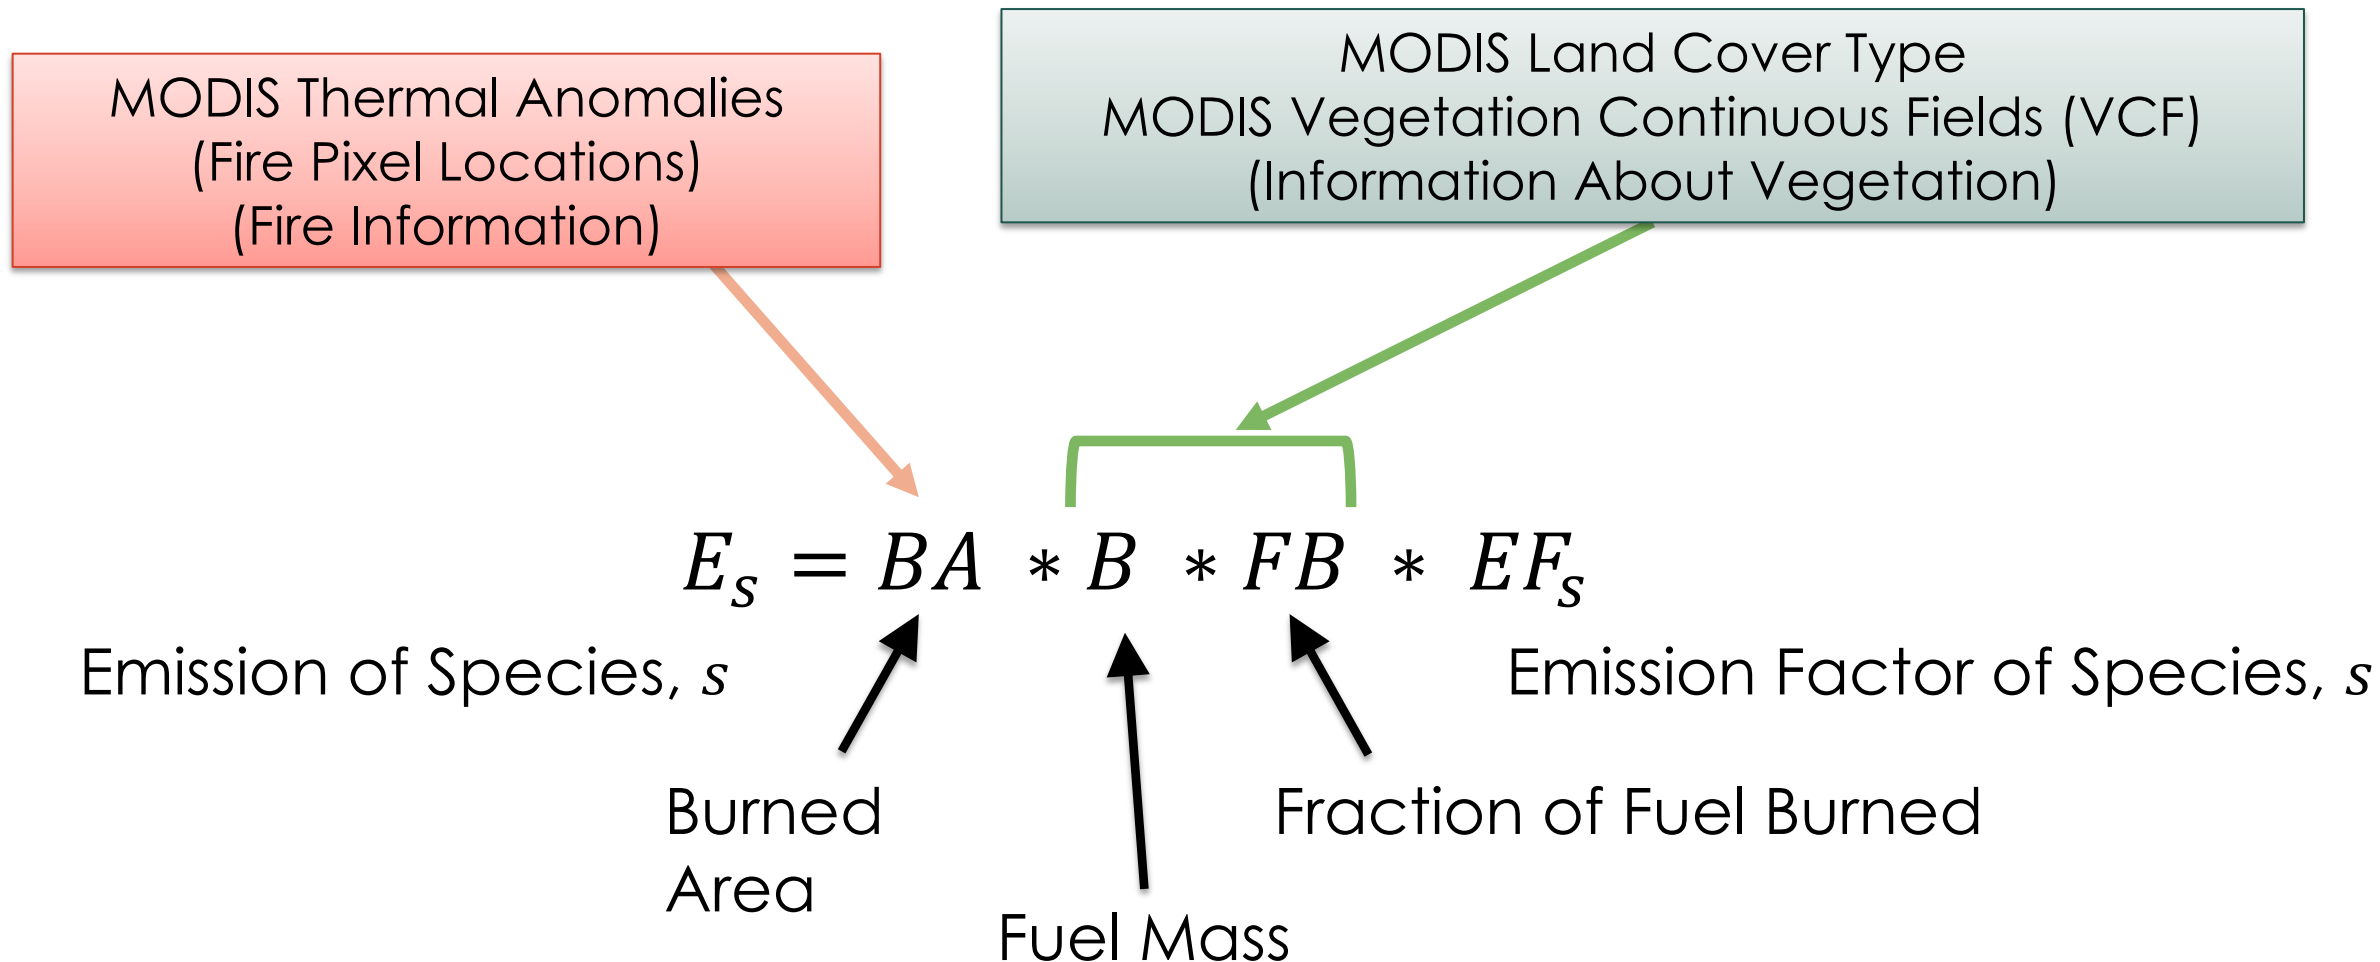 MODIS Thermal Anomalies
(Fire Pixel Locations)
(Fire Information)
MODIS Land Cover Type
MODIS Vegetation Continuous Fields (VCF)
(Information About Vegetation)
E_s = BA * B * FB * EF_s
Emission of Species, s
Emission Factor of Species, s
Burned
Area
Fraction of Fuel Burned
Fuel Mass